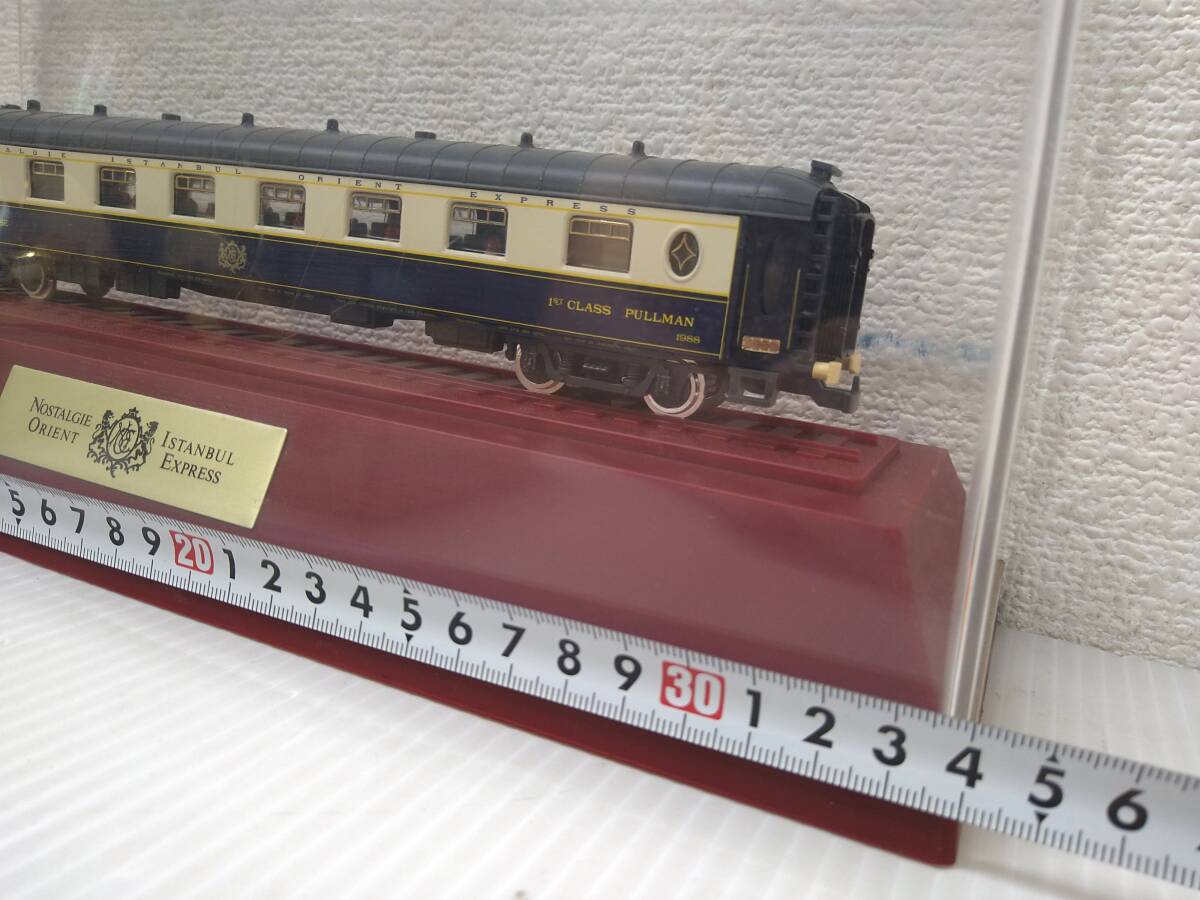 ISTANBUL ORIENT EXPRESS
1ST CLASS PULLMAN
1988
NOSTALGIE ISTANBUL
ORIENT EXPRESS
5 6 7 8 9 20 1 2 3 4 5 6 7 8 9 30 1 2 3 4 5 6